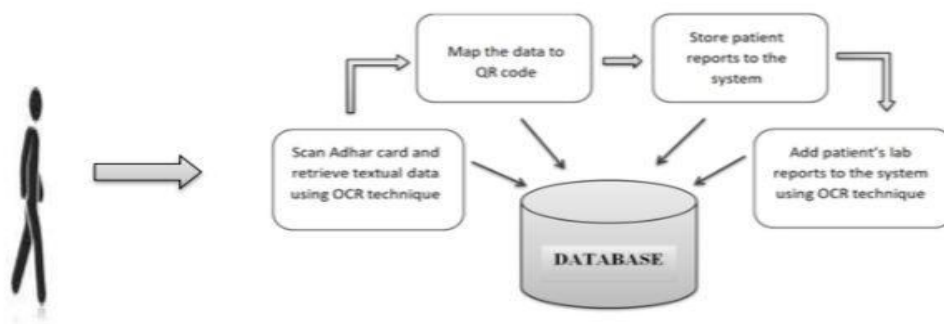 Map the data to
QR code
Store patient
reports to the
system
Scan Adhar card and
retrieve textual data
using OCR technique
Add patient's lab
reports to the system
using OCR technique
DATABASE